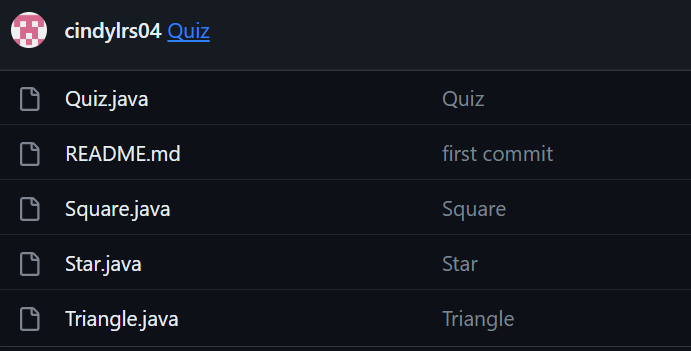 cindylrs04 Quiz
Quiz.java Quiz
README.md first commit
Square.java Square
Star.java Star
Triangle.java Triangle